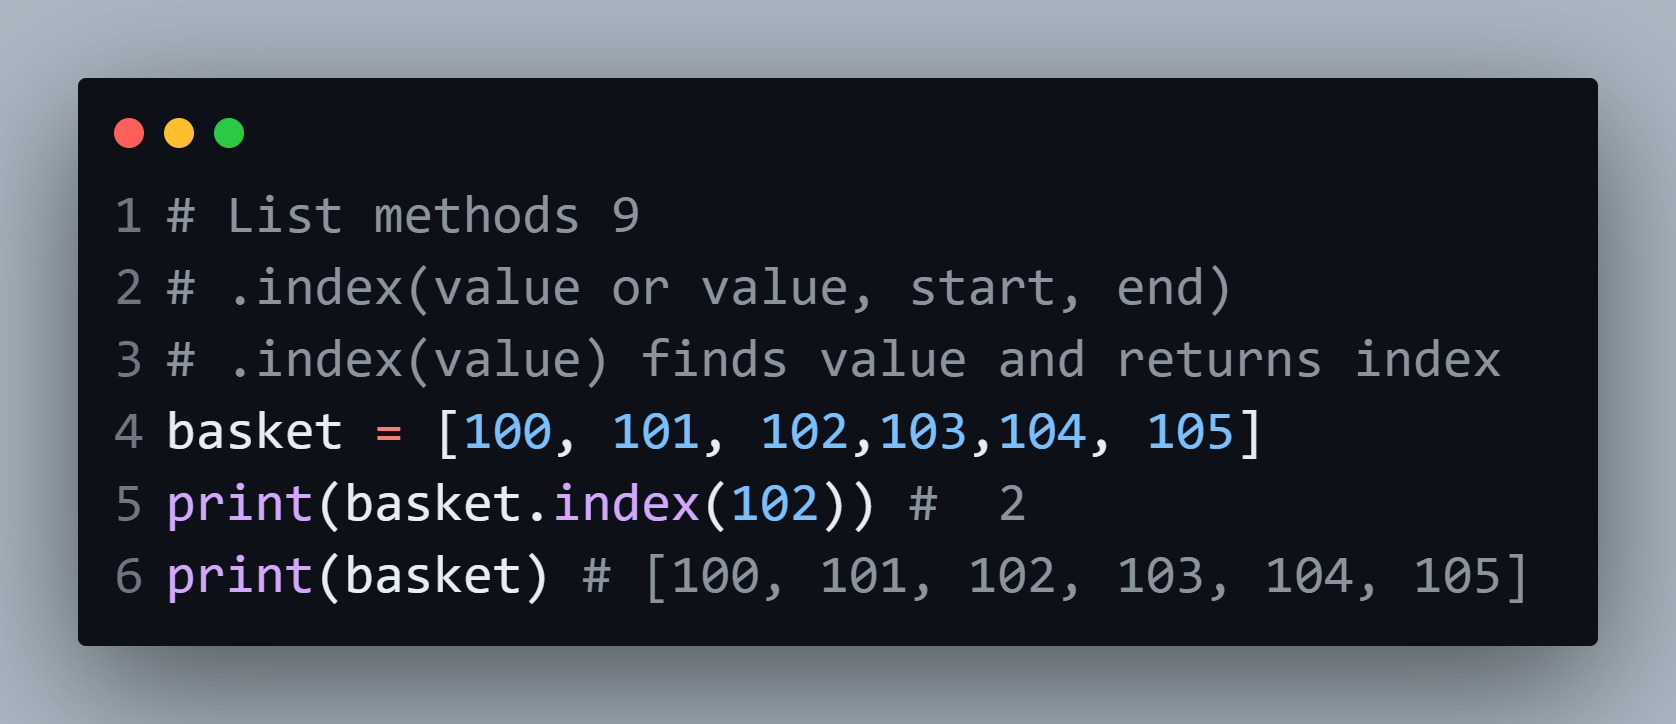 1 # List methods 9
2 # .index(value or value, start, end)
3 # .index(value) finds value and returns index
4 basket = [100, 101, 102,103,104, 105]
5 print(basket.index(102)) #  2
6 print(basket) # [100, 101, 102, 103, 104, 105]